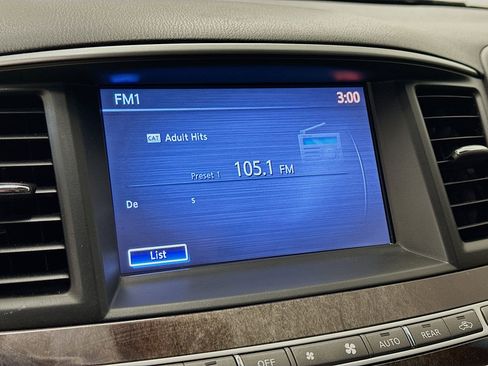 FM1 3:00
CAT Adult Hits
Preset 1 105.1 FM
De s
List
OFF AUTO REAR